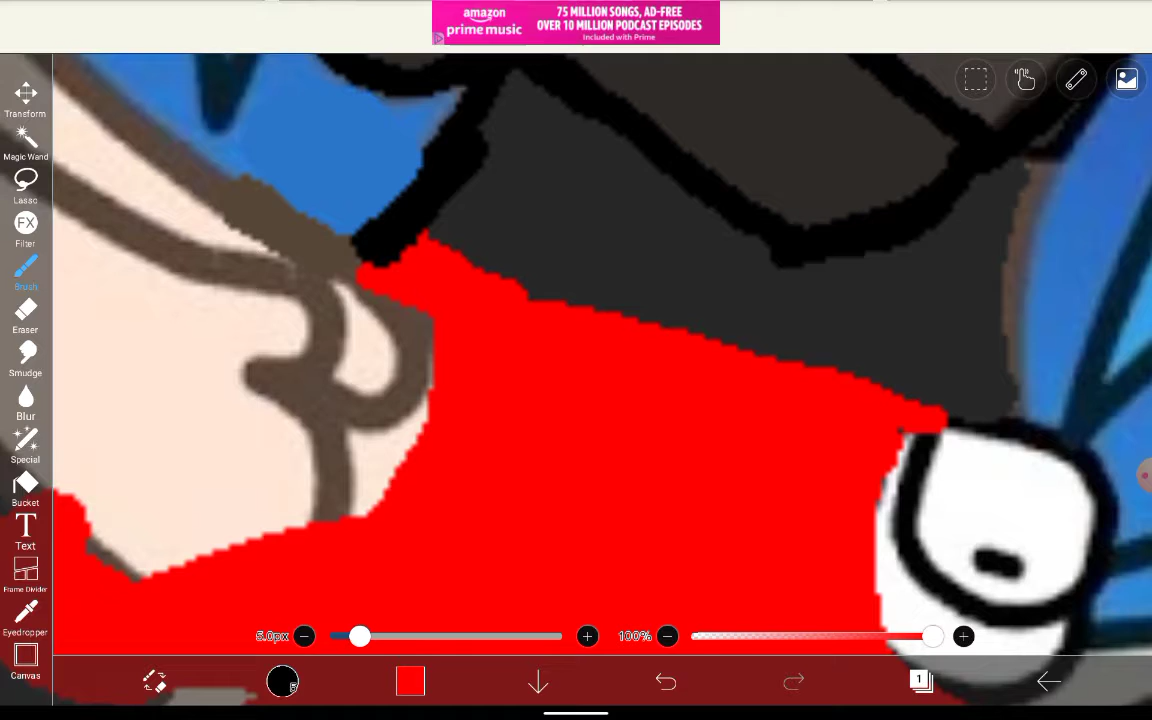 amazon
prime music
75 MILLION SONGS, AD-FREE
OVER 10 MILLION PODCAST EPISODES
Included with Prime
Transform
Magic Wand
Lasso
FX
Filter
Brush
Eraser
Smudge
Blur
Special
Bucket
T
Text
Frame Divider
Eyedropper
Canvas
5.0px
100%
1